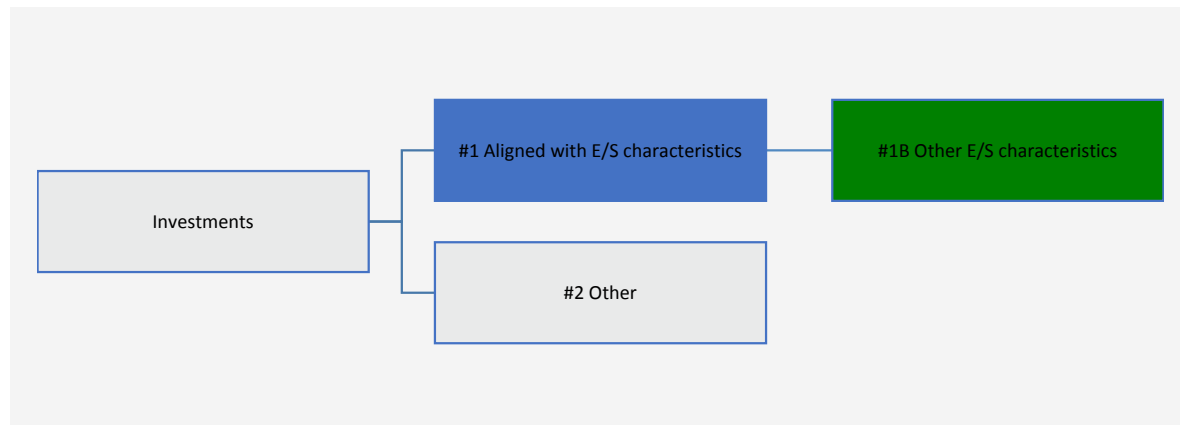 #1 Aligned with E/S characteristics
#1B Other E/S characteristics
Investments
#2 Other